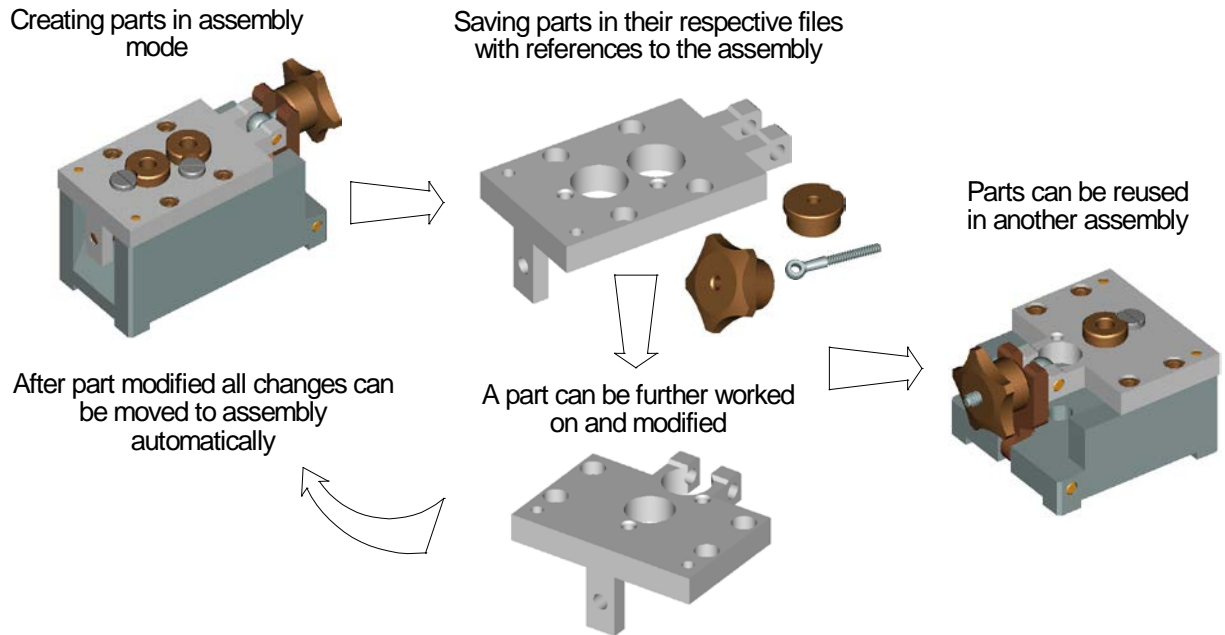 Creating parts in assembly
mode
Saving parts in their respective files
with references to the assembly
Parts can be reused
in another assembly
After part modified all changes can
be moved to assembly
automatically
A part can be further worked
on and modified